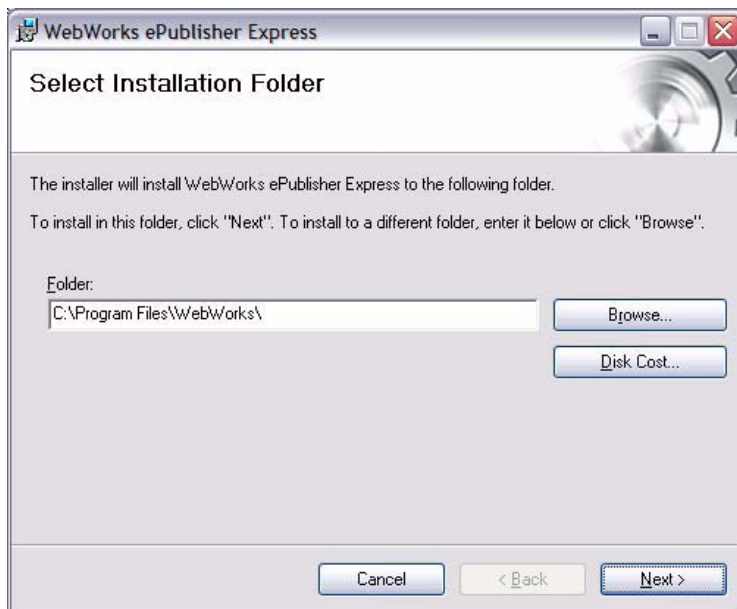 WebWorks ePublisher Express
Select Installation Folder
The installer will install WebWorks ePublisher Express to the following folder.
To install in this folder, click "Next". To install to a different folder, enter it below or click "Browse".
Folder:
C:\Program Files\WebWorks\
Browse...
Disk Cost...
Cancel
< Back
Next >